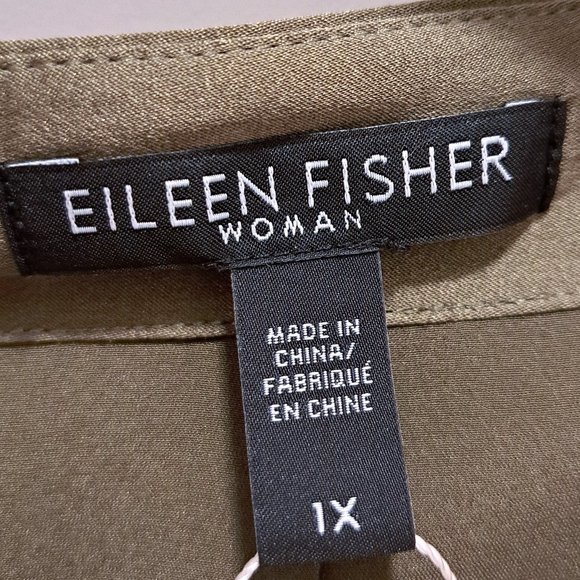 EILEEN FISHER
WOMAN
MADE IN
CHINA/
FABRIQUÉ
EN CHINE
1X